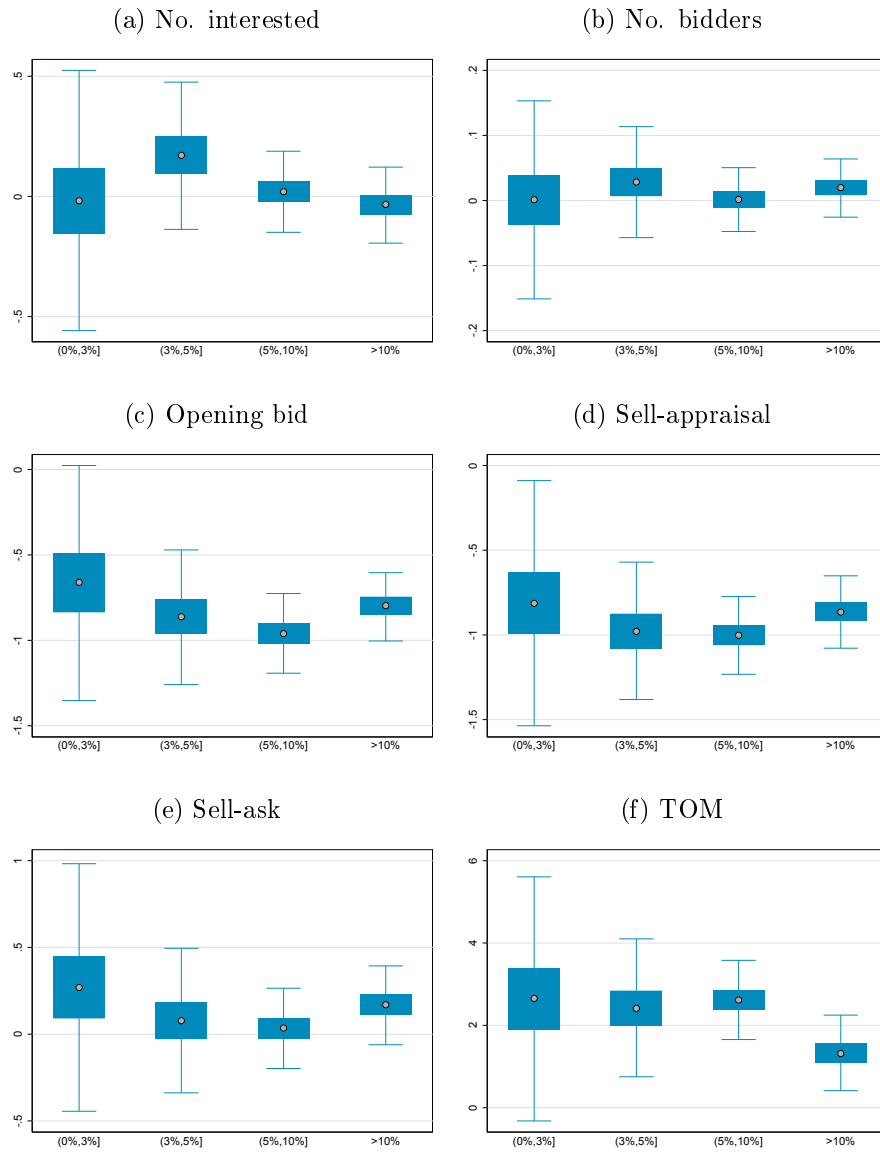 (a) No. interested
(b) No. bidders
.5
0
-.5
(0%,3%] (3%,5%] (5%,10%] >10%
.2
.1
0
-.1
-.2
(0%,3%] (3%,5%] (5%,10%] >10%
(c) Opening bid
(d) Sell-appraisal
0
-.5
-1
-1.5
(0%,3%] (3%,5%] (5%,10%] >10%
0
-.5
-1
-1.5
(0%,3%] (3%,5%] (5%,10%] >10%
(e) Sell-ask
(f) TOM
1
.5
0
-.5
(0%,3%] (3%,5%] (5%,10%] >10%
6
4
2
0
(0%,3%] (3%,5%] (5%,10%] >10%